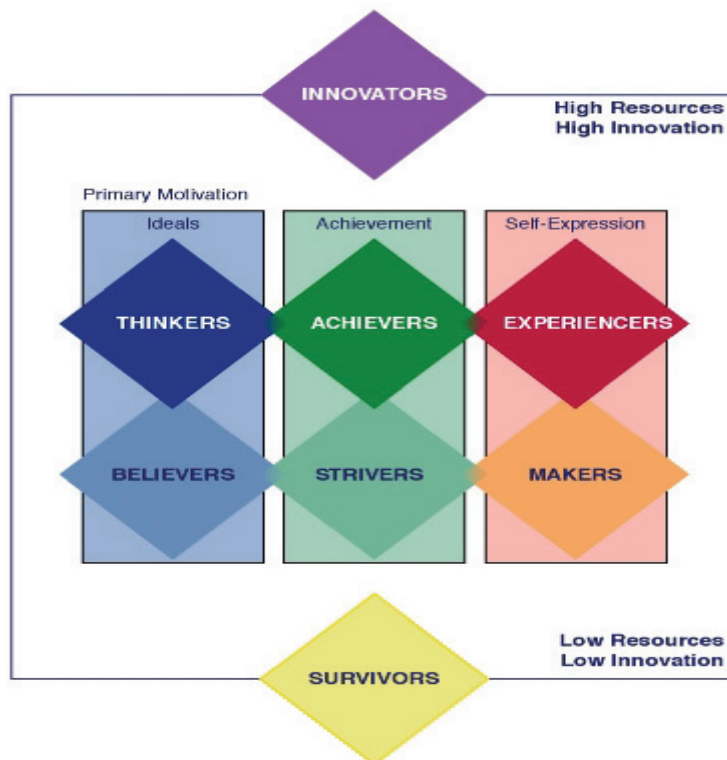 INNOVATORS
High Resources
High Innovation
Primary Motivation
Ideals
Achievement
Self-Expression
THINKERS
ACHIEVERS
EXPERIENCERS
BELIEVERS
STRIVERS
MAKERS
Low Resources
Low Innovation
SURVIVORS